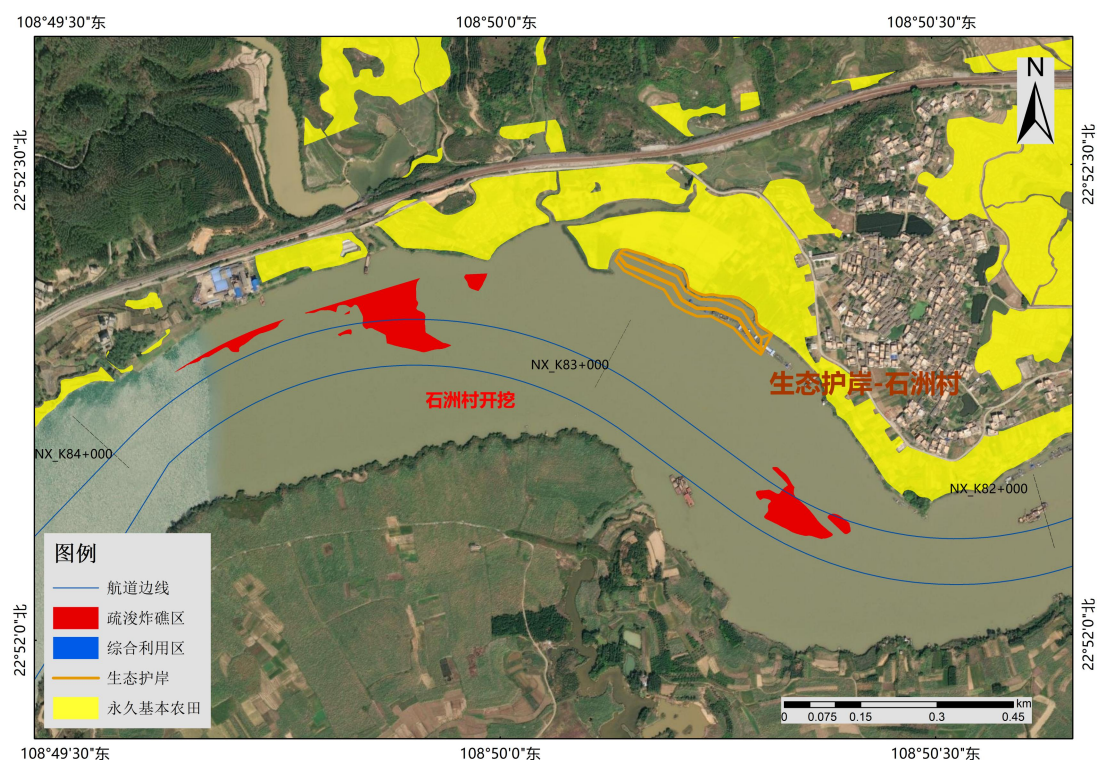 108°49'30"东
108°50'0"东
108°50'30"东
22°52'30"北
22°52'30"北
N
NX_K83+000
生态护岸-石洲村
石洲村开挖
NX_K84+000
NX_K82+000
图例
航道边线
疏浚炸礁区
综合利用区
生态护岸
永久基本农田
22°52'0"北
22°52'0"北
km
0 0.075 0.15 0.3 0.45
108°49'30"东
108°50'0"东
108°50'30"东